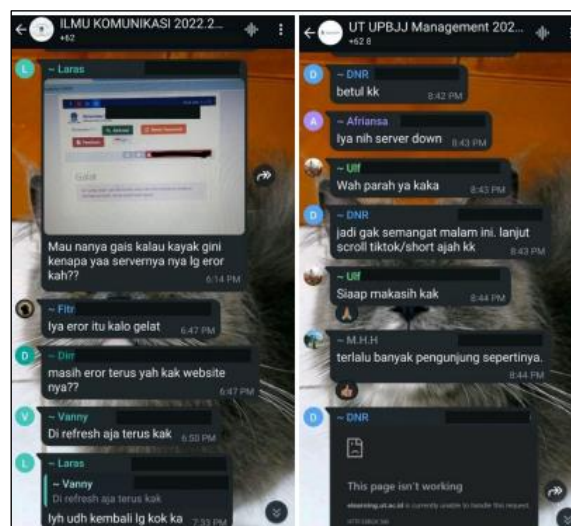 ILMU KOMUNIKASI 2022.2...
+62
~ Laras
Galat
Mau nanya gais kalau kayak gini
kenapa yaa servernya nya lg eror
kah??
6:14 PM
~ Fitr
Iya eror itu kalo gelat
6:47 PM
~ Dim
masih eror terus yah kak website
nya??
6:47 PM
~ Vanny
Di refresh aja terus kak
6:50 PM
~ Laras
~ Vanny
Di refresh aja terus kak
Iyh udh kembali lg kok ka
7:33 PM
UT UPBJJ Management 202...
+62 8
~ DNR
betul kk
8:42 PM
~ Afriansa
Iya nih server down
8:43 PM
~ Ulf
Wah parah ya kaka
8:43 PM
~ DNR
jadi gak semangat malam ini. lanjut
scroll tiktok/short ajah kk
8:43 PM
~ Ulf
Siaap makasih kak
8:44 PM
~ M.H.H
terlalu banyak pengunjung sepertinya.
8:44 PM
~ DNR
This page isn't working
elearning.ut.ac.id is currently unable to handle this request.